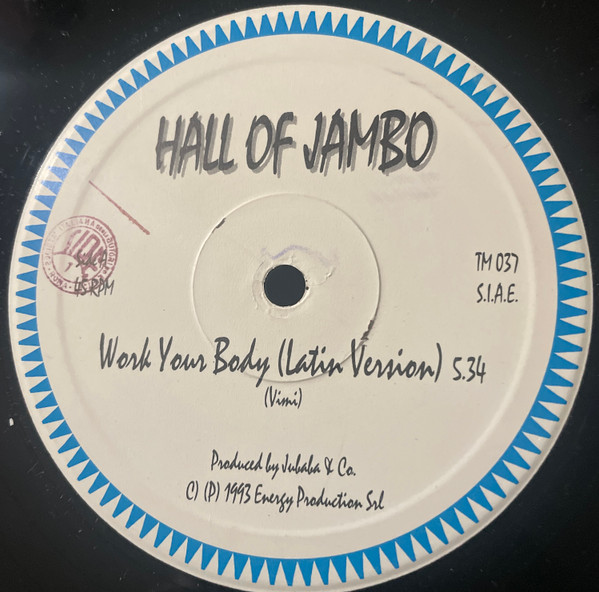 HALL OF JAMBO
45 RPM
TM 037
S.I.A.E.
Work Your Body (Latin Version) 5.34
(Vimi)
Produced by Jubaba & Co.
C) (P) 1993 Energy Production Srl